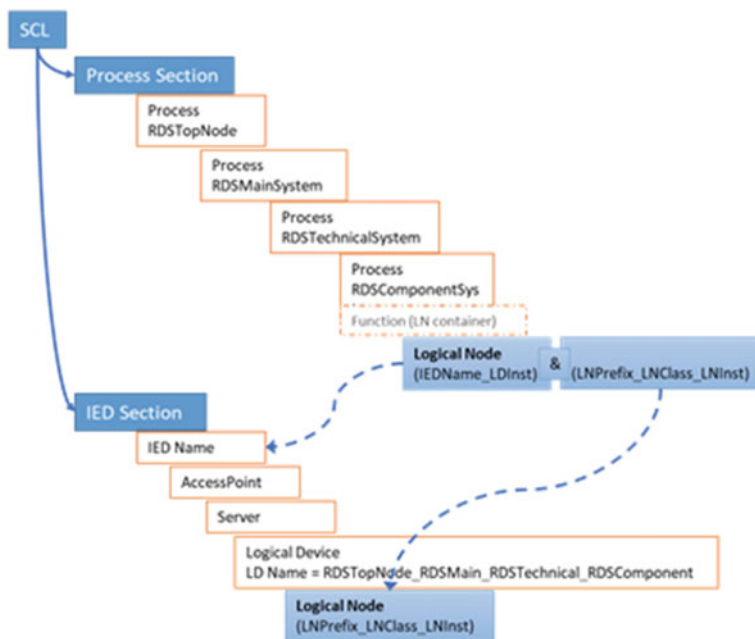 SCL
Process Section
Process
RDSTopNode
Process
RDSMainSystem
Process
RDSTechnicalSystem
Process
RDSComponentSys
Function (LN container)
Logical Node
(IEDName_LDInst)
&
(LNPrefix_LNClass_LNInst)
IED Section
IED Name
AccessPoint
Server
Logical Device
LD Name = RDSTopNode_RDSMain_RDSTechnical_RDSComponent
Logical Node
(LNPrefix_LNClass_LNInst)